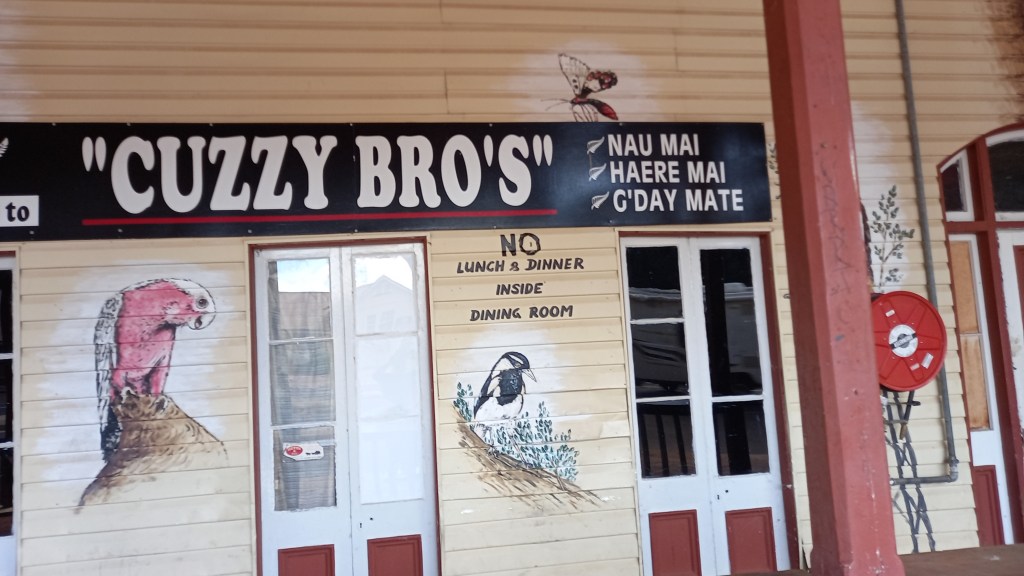 to
"CUZZY BRO'S"
NAU MAI
HAERE MAI
G'DAY MATE
NO
LUNCH & DINNER
INSIDE
DINING ROOM